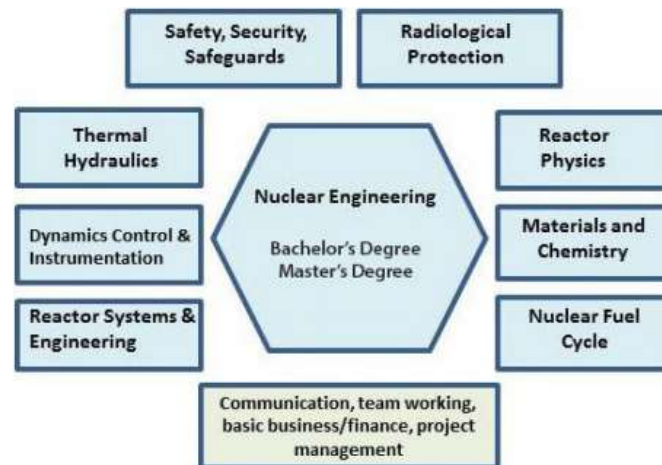 Safety, Security,
Safeguards
Radiological
Protection
Thermal
Hydraulics
Reactor
Physics
Nuclear Engineering
Bachelor's Degree
Master's Degree
Dynamics Control &
Instrumentation
Materials and
Chemistry
Reactor Systems &
Engineering
Nuclear Fuel
Cycle
Communication, team working,
basic business/finance, project
management